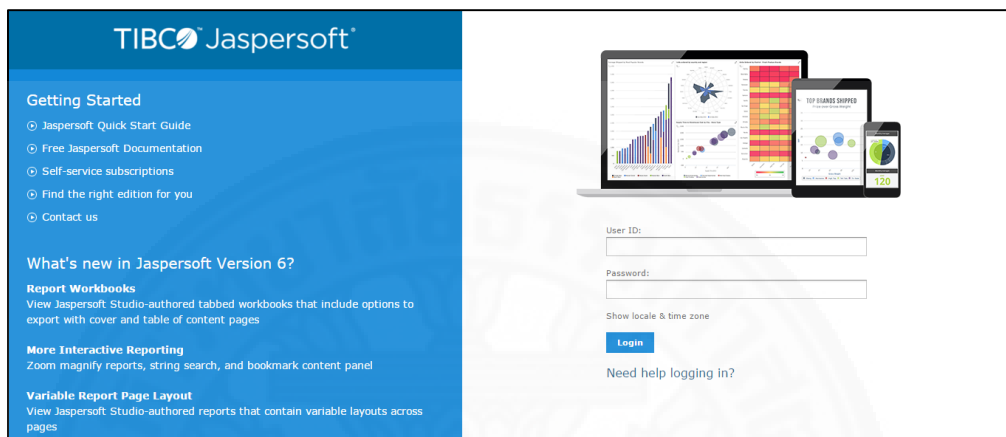 TIBCO™ Jaspersoft®
Getting Started
Jaspersoft Quick Start Guide
Free Jaspersoft Documentation
Self-service subscriptions
Find the right edition for you
Contact us
What's new in Jaspersoft Version 6?
Report Workbooks
View Jaspersoft Studio-authored tabbed workbooks that include options to
export with cover and table of content pages
More Interactive Reporting
Zoom magnify reports, string search, and bookmark content panel
Variable Report Page Layout
View Jaspersoft Studio-authored reports that contain variable layouts across
pages
TOP BRANDS SHIPPED
120
User ID:
Password:
Show locale & time zone
Login
Need help logging in?